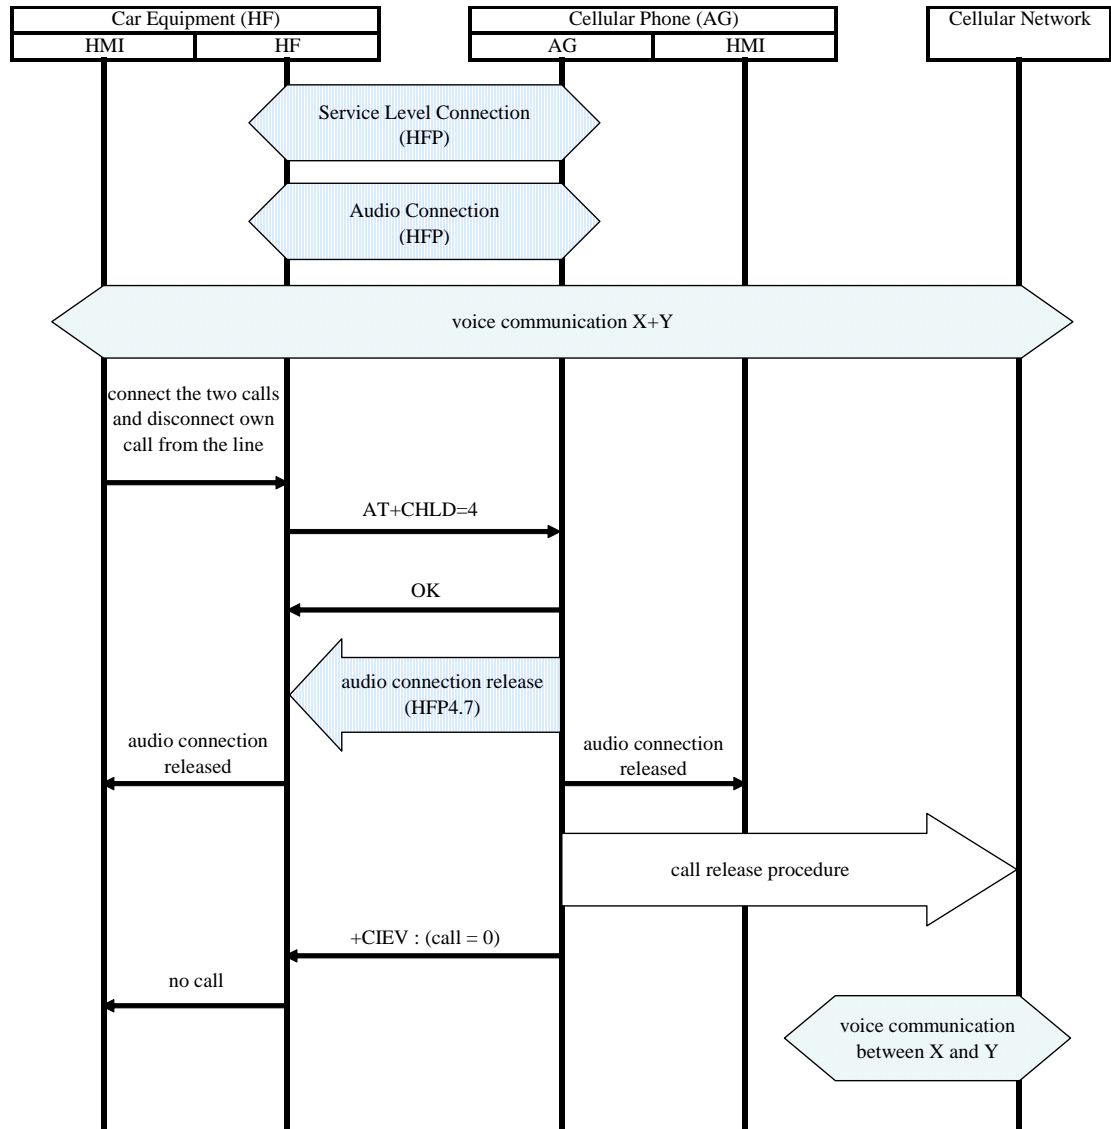 Car Equipment (HF)
Cellular Phone (AG)
Cellular Network
HMI
HF
AG
HMI
Service Level Connection
(HFP)
Audio Connection
(HFP)
voice communication X+Y
connect the two calls
and disconnect own
call from the line
AT+CHLD=4
OK
audio connection release
(HFP4.7)
audio connection
released
audio connection
released
call release procedure
+CIEV : (call = 0)
no call
voice communication
between X and Y